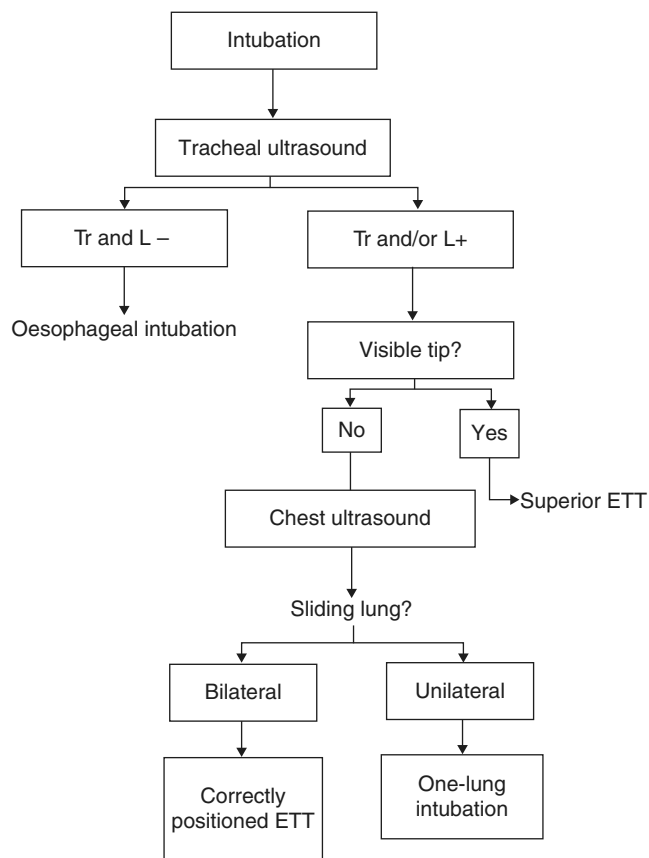 Intubation
Tracheal ultrasound
Tr and L –
Tr and/or L+
Oesophageal intubation
Visible tip?
No
Yes
Superior ETT
Chest ultrasound
Sliding lung?
Bilateral
Unilateral
Correctly
positioned ETT
One-lung
intubation